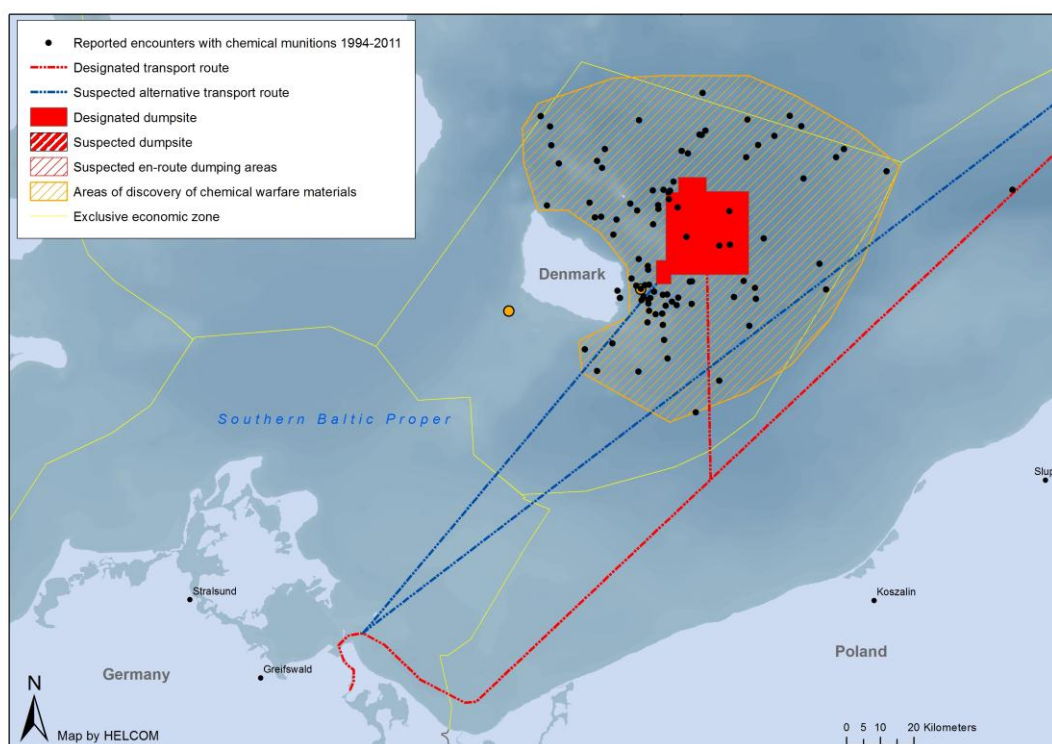 Reported encounters with chemical munitions 1994-2011
Designated transport route
Suspected alternative transport route
Designated dumpsite
Suspected dumpsite
Suspected en-route dumping areas
Areas of discovery of chemical warfare materials
Exclusive economic zone
Denmark
Southern Baltic Proper
Slup
Stralsund
Koszalin
Germany
Greifswald
Poland
N
Map by HELCOM
0 5 10 20 Kilometers